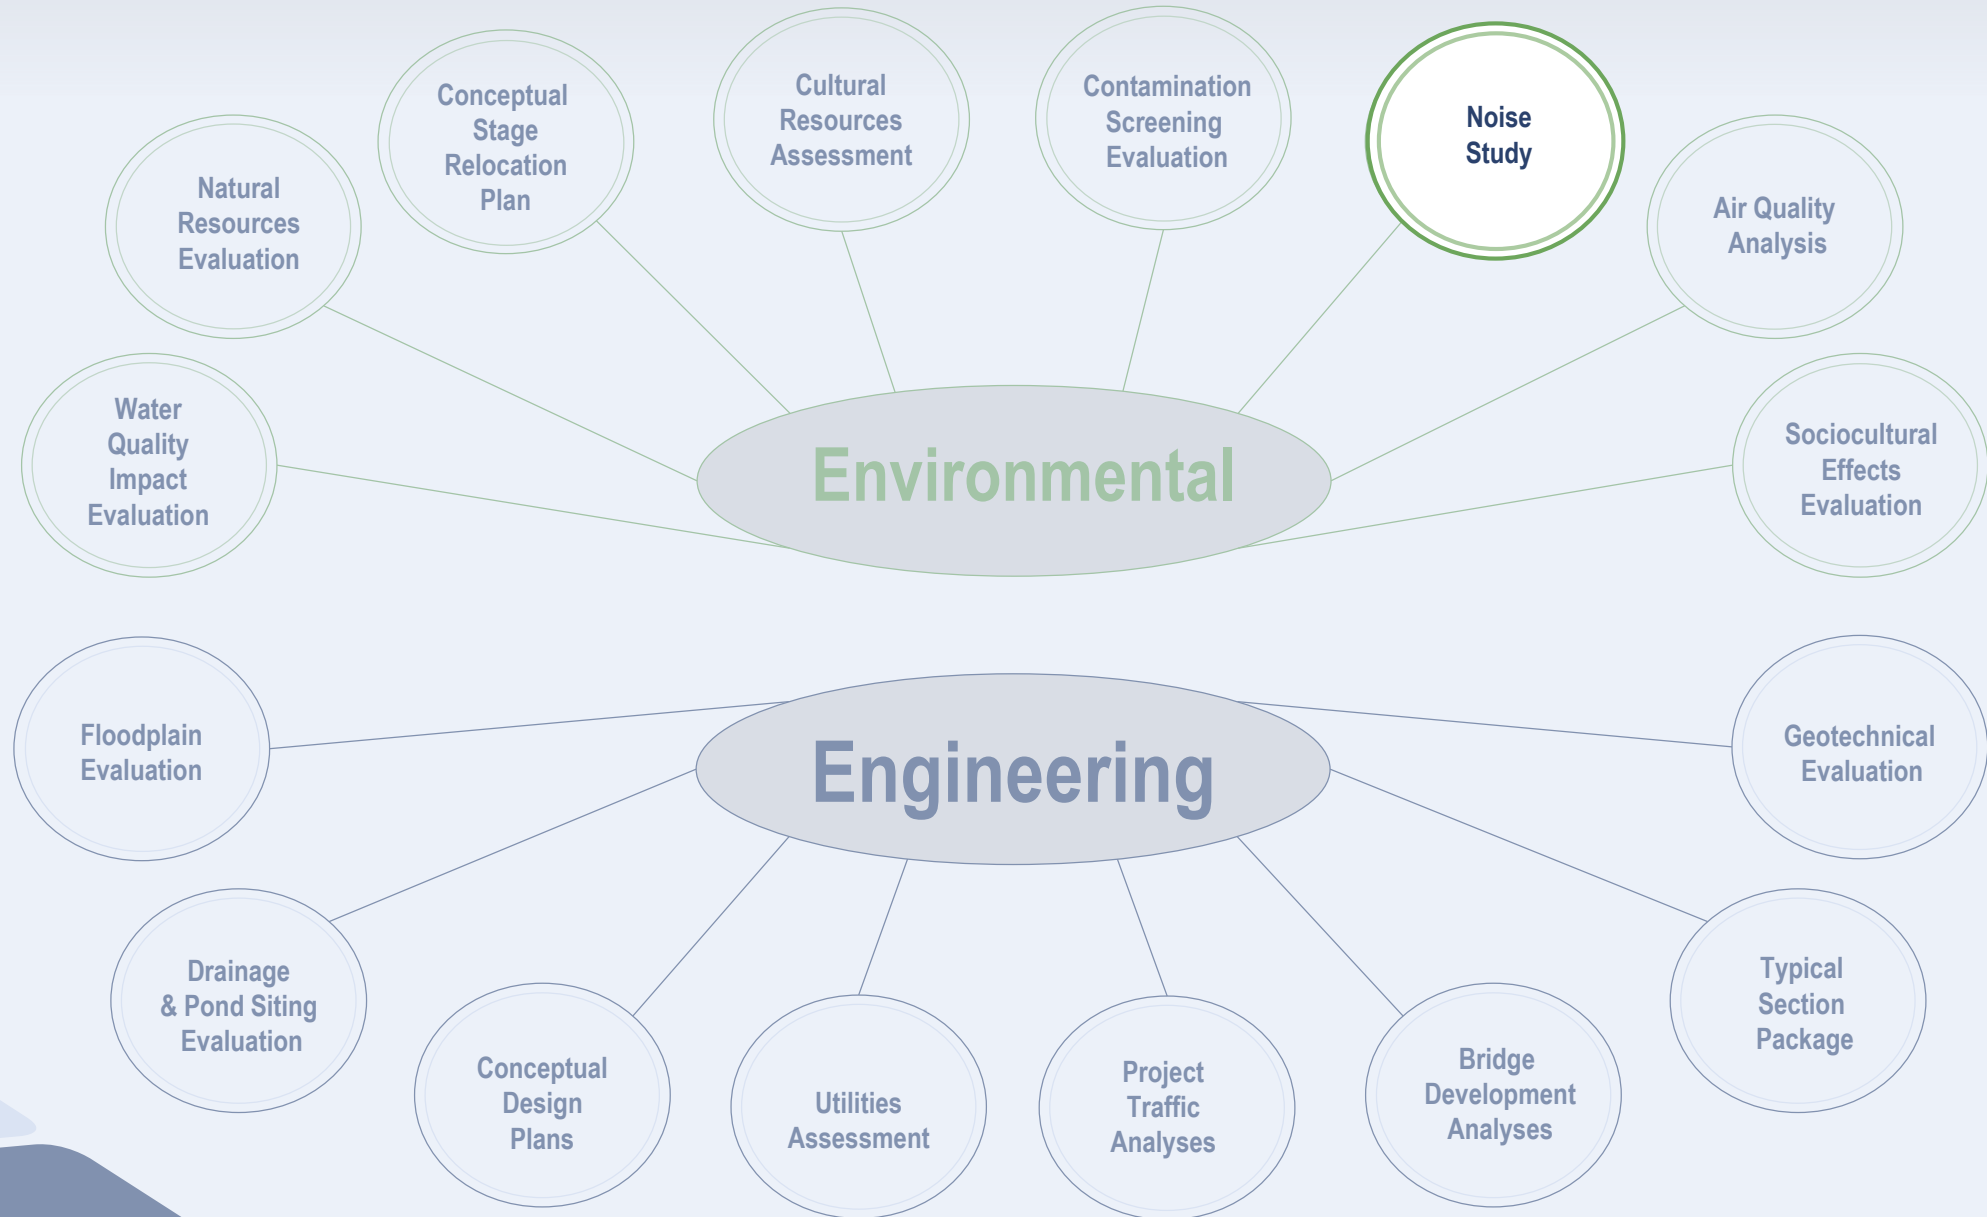 Conceptual
Stage
Relocation
Plan
Cultural
Resources
Assessment
Contamination
Screening
Evaluation
Noise
Study
Natural
Resources
Evaluation
Air Quality
Analysis
Water
Quality
Impact
Evaluation
Environmental
Sociocultural
Effects
Evaluation
Floodplain
Evaluation
Engineering
Geotechnical
Evaluation
Drainage
& Pond Siting
Evaluation
Conceptual
Design
Plans
Utilities
Assessment
Project
Traffic
Analyses
Bridge
Development
Analyses
Typical
Section
Package